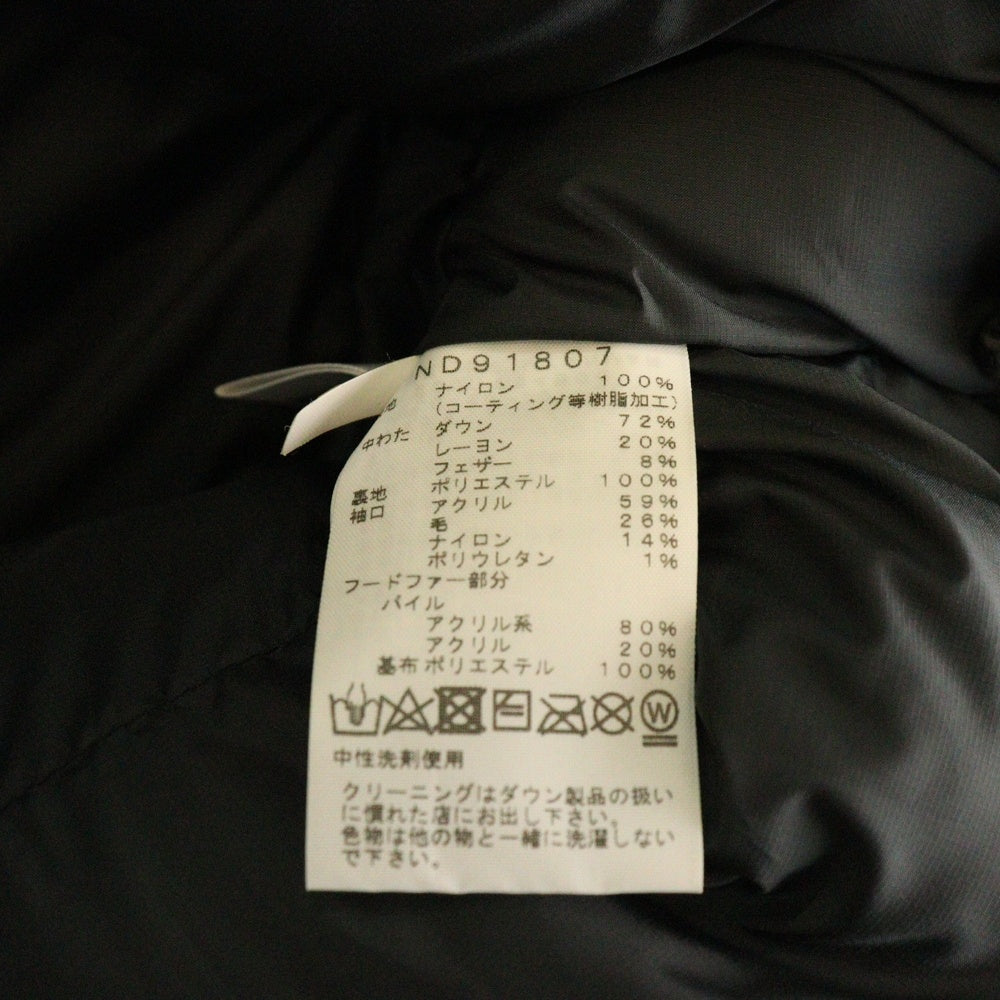 ND91807
ナイロン 100%
地 (コーティング等樹脂加工)
中わた ダウン 72%
レーヨン 20%
フェザー 8%
裏地 ポリエステル 100%
袖口 アクリル 59%
毛 26%
ナイロン 14%
ポリウレタン 1%
フードファー部分
パイル
アクリル系 80%
アクリル 20%
基布 ポリエステル 100%
W
中性洗剤使用
クリーニングはダウン製品の扱い
に慣れた店にお出し下さい。
色物は他の物と一緒に洗濯しない
で下さい。